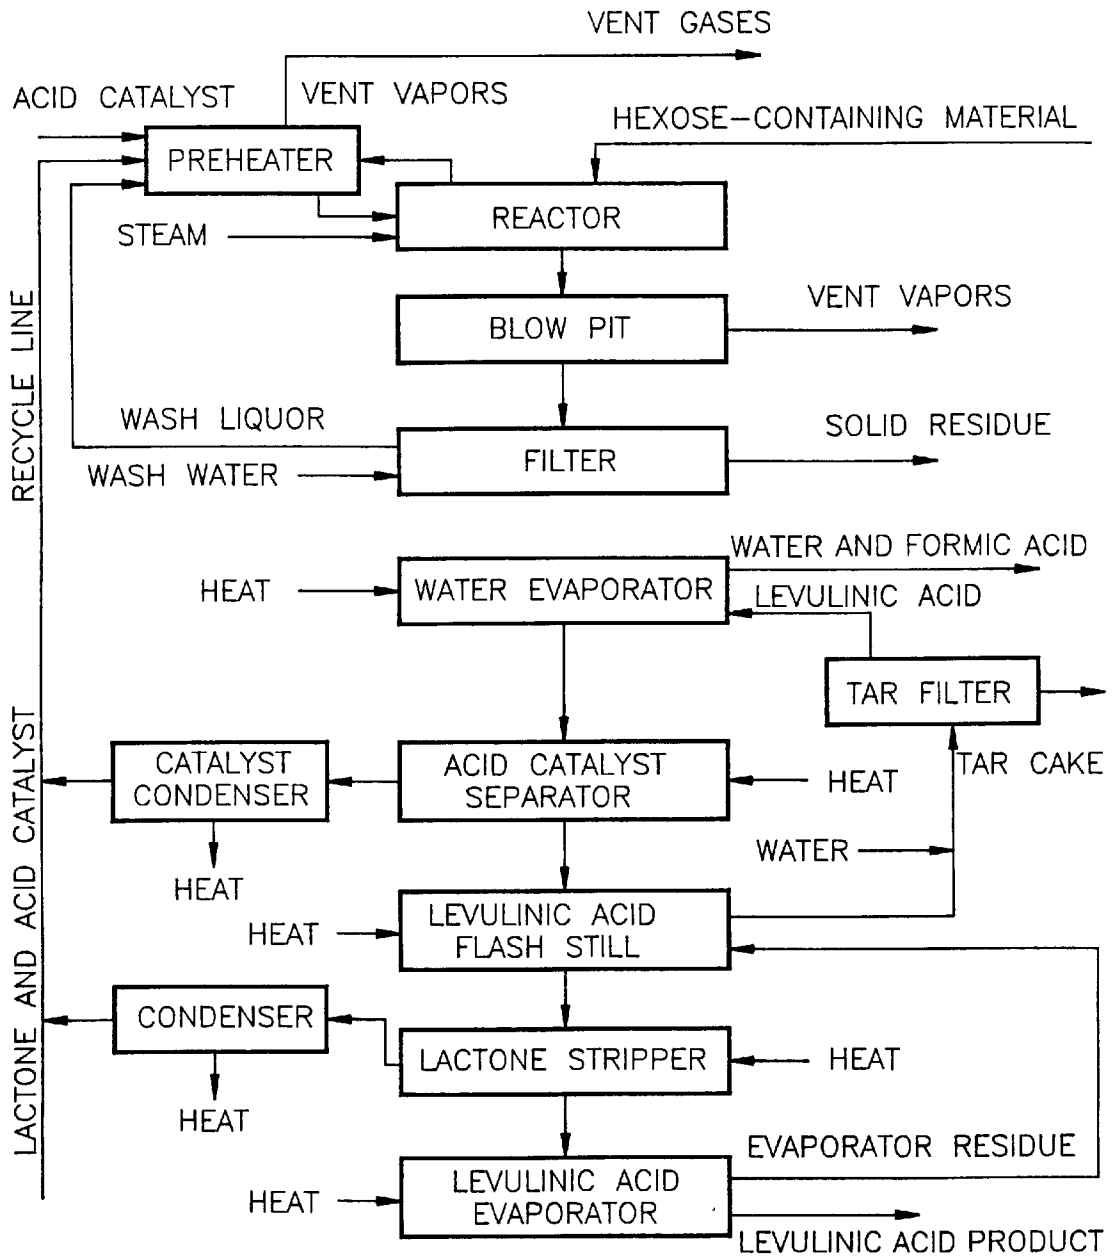 VENT GASES
ACID CATALYST
VENT VAPORS
HEXOSE-CONTAINING MATERIAL
PREHEATER
REACTOR
STEAM
VENT VAPORS
BLOW PIT
WASH LIQUOR
SOLID RESIDUE
FILTER
WASH WATER
WATER AND FORMIC ACID
HEAT
WATER EVAPORATOR
LEVULINIC ACID
TAR FILTER
TAR CAKE
CATALYST
CONDENSER
ACID CATALYST
SEPARATOR
HEAT
HEAT
WATER
LEVULINIC ACID
FLASH STILL
HEAT
CONDENSER
LACTONE STRIPPER
HEAT
HEAT
EVAPORATOR RESIDUE
LEVULINIC ACID
EVAPORATOR
HEAT
LEVULINIC ACID PRODUCT
LACTONE AND ACID CATALYST RECYCLE LINE